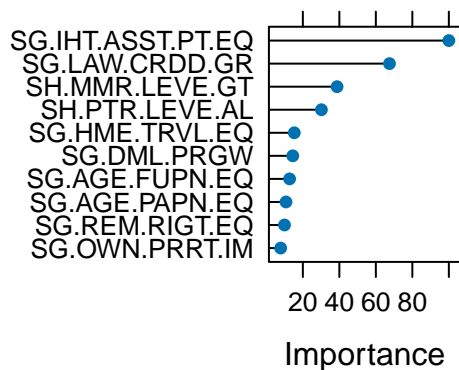 SG.IHT.ASST.PT.EQ
SG.LAW.CRDD.GR
SH.MMR.LEVE.GT
SH.PTR.LEVE.AL
SG.HME.TRVL.EQ
SG.DML.PRGW
SG.AGE.FUPN.EQ
SG.AGE.PAPN.EQ
SG.REM.RIGT.EQ
SG.OWN.PRRT.IM
20 40 60 80
Importance